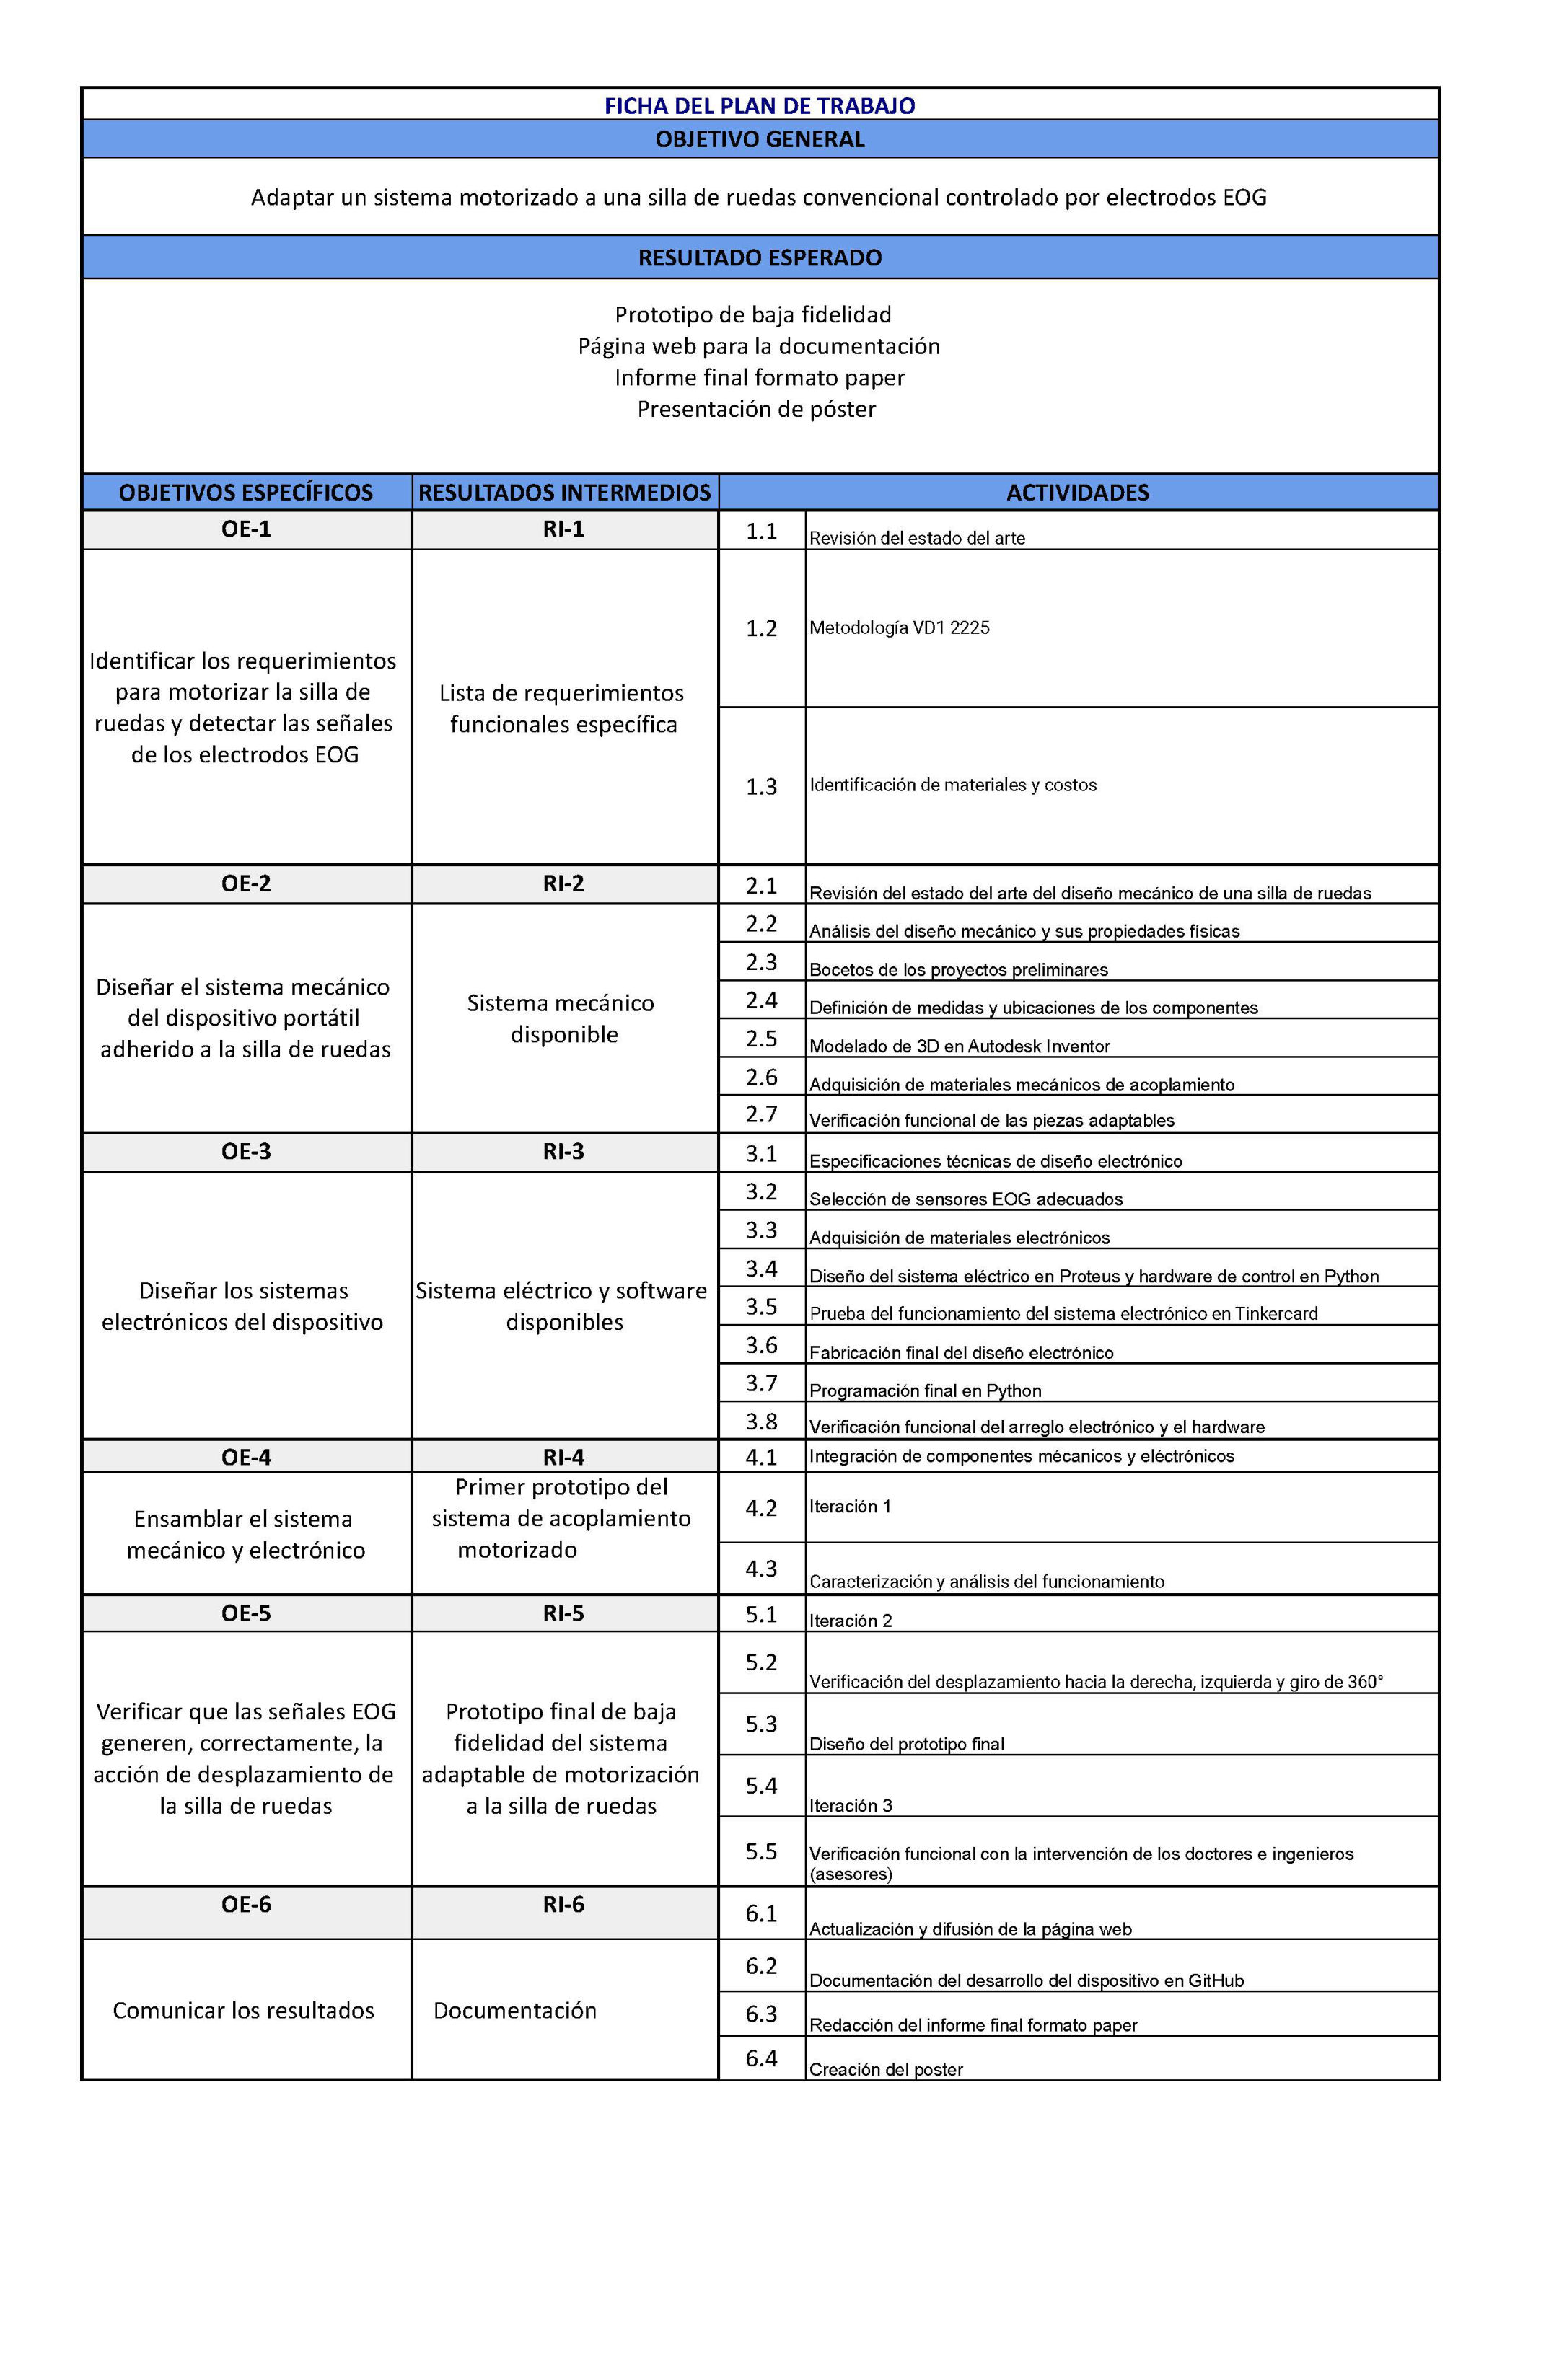 FICHA DEL PLAN DE TRABAJO
OBJETIVO GENERAL
Adaptar un sistema motorizado a una silla de ruedas convencional controlado por electrodos EOG
RESULTADO ESPERADO
Prototipo de baja fidelidad
Página web para la documentación
Informe final formato paper
Presentación de póster
OBJETIVOS ESPECÍFICOS RESULTADOS INTERMEDIOS ACTIVIDADES
OE-1 RI-1 1.1 Revisión del estado del arte
Identificar los requerimientos
para motorizar la silla de
ruedas y detectar las señales
de los electrodos EOG
Lista de requerimientos
funcionales específica
1.2 Metodología VD1 2225
1.3 Identificación de materiales y costos
OE-2 RI-2 2.1 Revisión del estado del arte del diseño mecánico de una silla de ruedas
Diseñar el sistema mecánico
del dispositivo portátil
adherido a la silla de ruedas
Sistema mecánico
disponible
2.2 Análisis del diseño mecánico y sus propiedades físicas
2.3 Bocetos de los proyectos preliminares
2.4 Definición de medidas y ubicaciones de los componentes
2.5 Modelado de 3D en Autodesk Inventor
2.6 Adquisición de materiales mecánicos de acoplamiento
2.7 Verificación funcional de las piezas adaptables
OE-3 RI-3 3.1 Especificaciones técnicas de diseño electrónico
Diseñar los sistemas
electrónicos del dispositivo
Sistema eléctrico y software
disponibles
3.2 Selección de sensores EOG adecuados
3.3 Adquisición de materiales electrónicos
3.4 Diseño del sistema eléctrico en Proteus y hardware de control en Python
3.5 Prueba del funcionamiento del sistema electrónico en Tinkercard
3.6 Fabricación final del diseño electrónico
3.7 Programación final en Python
3.8 Verificación funcional del arreglo electrónico y el hardware
OE-4 RI-4 4.1 Integración de componentes mécanicos y eléctrónicos
Ensamblar el sistema
mecánico y electrónico
Primer prototipo del
sistema de acoplamiento
motorizado
4.2 Iteración 1
4.3 Caracterización y análisis del funcionamiento
OE-5 RI-5 5.1 Iteración 2
Verificar que las señales EOG
generen, correctamente, la
acción de desplazamiento de
la silla de ruedas
Prototipo final de baja
fidelidad del sistema
adaptable de motorización
a la silla de ruedas
5.2 Verificación del desplazamiento hacia la derecha, izquierda y giro de 360°
5.3 Diseño del prototipo final
5.4 Iteración 3
5.5 Verificación funcional con la intervención de los doctores e ingenieros
(asesores)
OE-6 RI-6 6.1 Actualización y difusión de la página web
Comunicar los resultados
Documentación
6.2 Documentación del desarrollo del dispositivo en GitHub
6.3 Redacción del informe final formato paper
6.4 Creación del poster